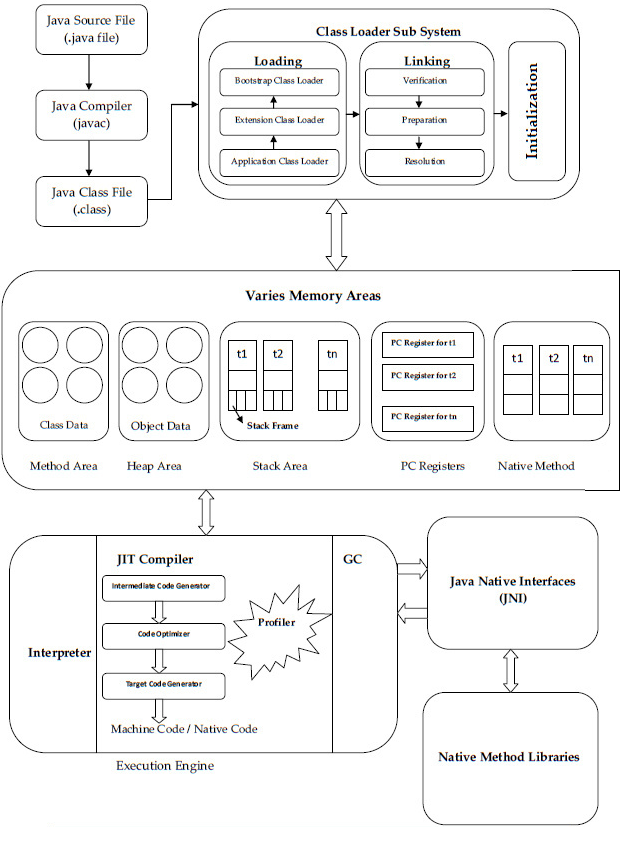 Java Source File
(.java file)
Java Compiler
(javac)
Java Class File
(.class)
Class Loader Sub System
Loading
Bootstrap Class Loader
Extension Class Loader
Application Class Loader
Linking
Verification
Preparation
Resolution
Initialization
Varies Memory Areas
Class Data
Method Area
Object Data
Heap Area
t1
t2
tn
Stack Frame
Stack Area
PC Register for t1
PC Register for t2
PC Register for tn
PC Registers
t1
t2
tn
Native Method
Interpreter
JIT Compiler
Intermediate Code Generator
Code Optimizer
Target Code Generator
Machine Code / Native Code
Profiler
GC
Execution Engine
Java Native Interfaces
(JNI)
Native Method Libraries